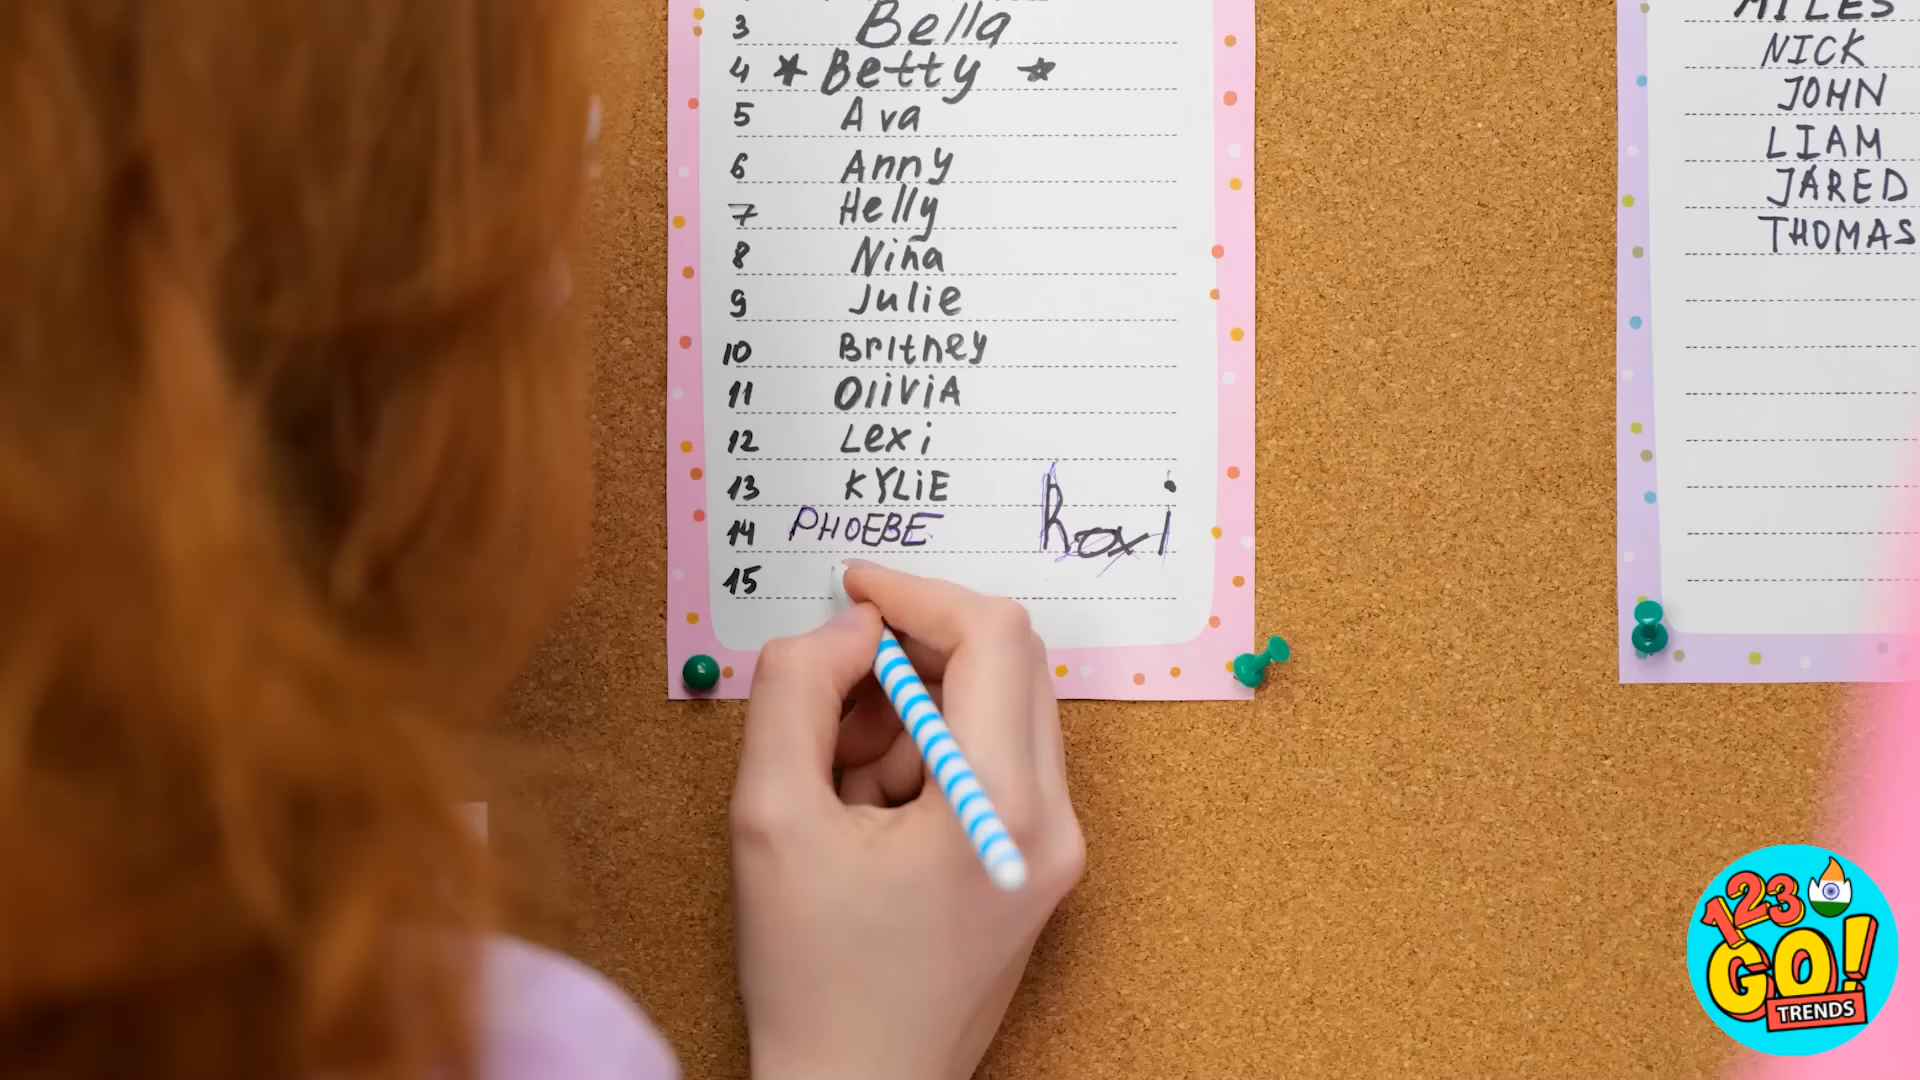 3 Bella
4 * Betty *
5 Ava
6 Anny
7 Helly
8 Nina
9 Julie
10 Britney
11 OliviA
12 Lexi
13 KYLiE
14 PHOEBE
Roxi
15
MILES
NICK
JOHN
LIAM
JARED
THOMAS
123
GO!
TRENDS